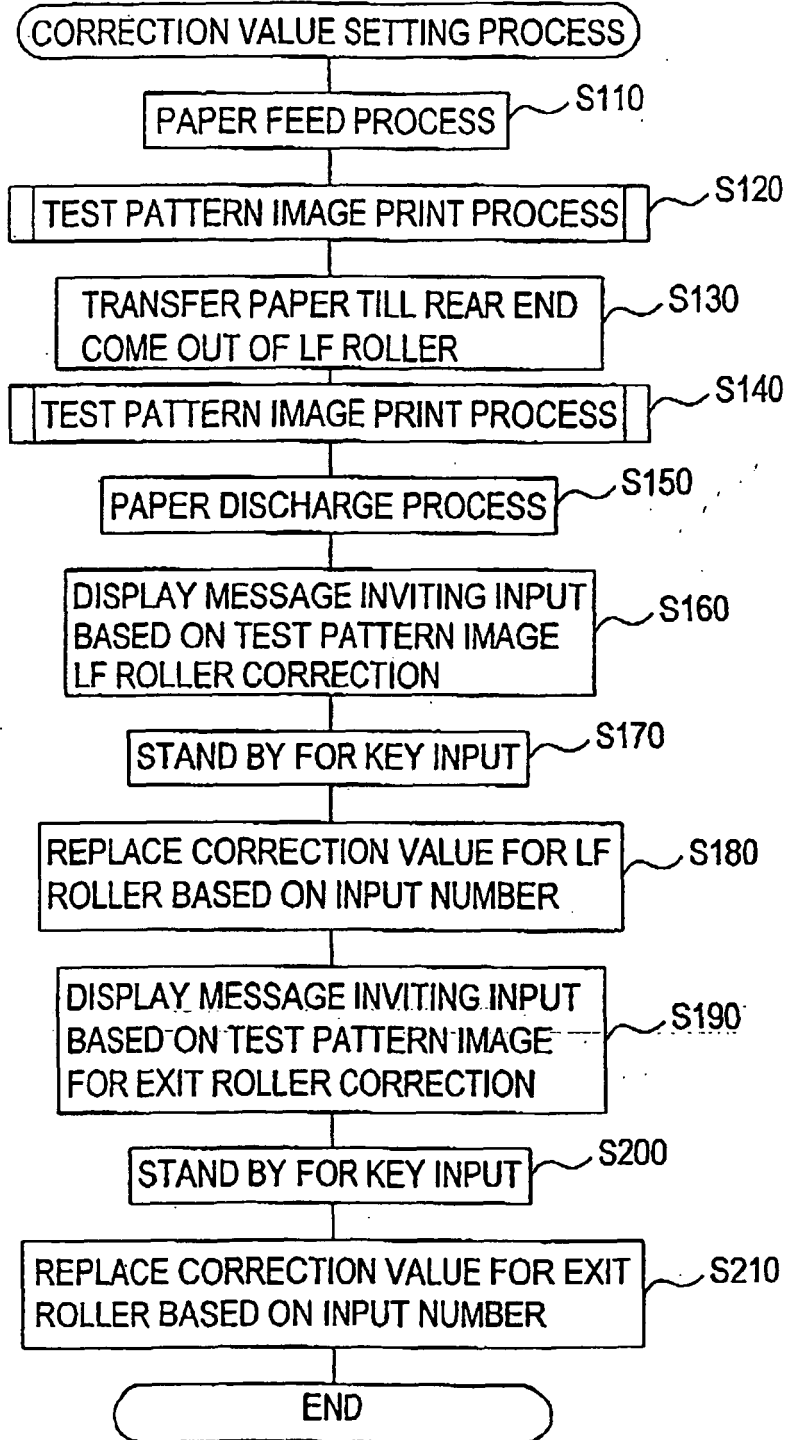 CORRECTION VALUE SETTING PROCESS
PAPER FEED PROCESS
S110
TEST PATTERN IMAGE PRINT PROCESS
S120
TRANSFER PAPER TILL REAR END
COME OUT OF LF ROLLER
S130
TEST PATTERN IMAGE PRINT PROCESS
S140
PAPER DISCHARGE PROCESS
S150
DISPLAY MESSAGE INVITING INPUT
BASED ON TEST PATTERN IMAGE
LF ROLLER CORRECTION
S160
STAND BY FOR KEY INPUT
S170
REPLACE CORRECTION VALUE FOR LF
ROLLER BASED ON INPUT NUMBER
S180
DISPLAY MESSAGE INVITING INPUT
BASED ON TEST PATTERN IMAGE
FOR EXIT ROLLER CORRECTION
S190
STAND BY FOR KEY INPUT
S200
REPLACE CORRECTION VALUE FOR EXIT
ROLLER BASED ON INPUT NUMBER
S210
END